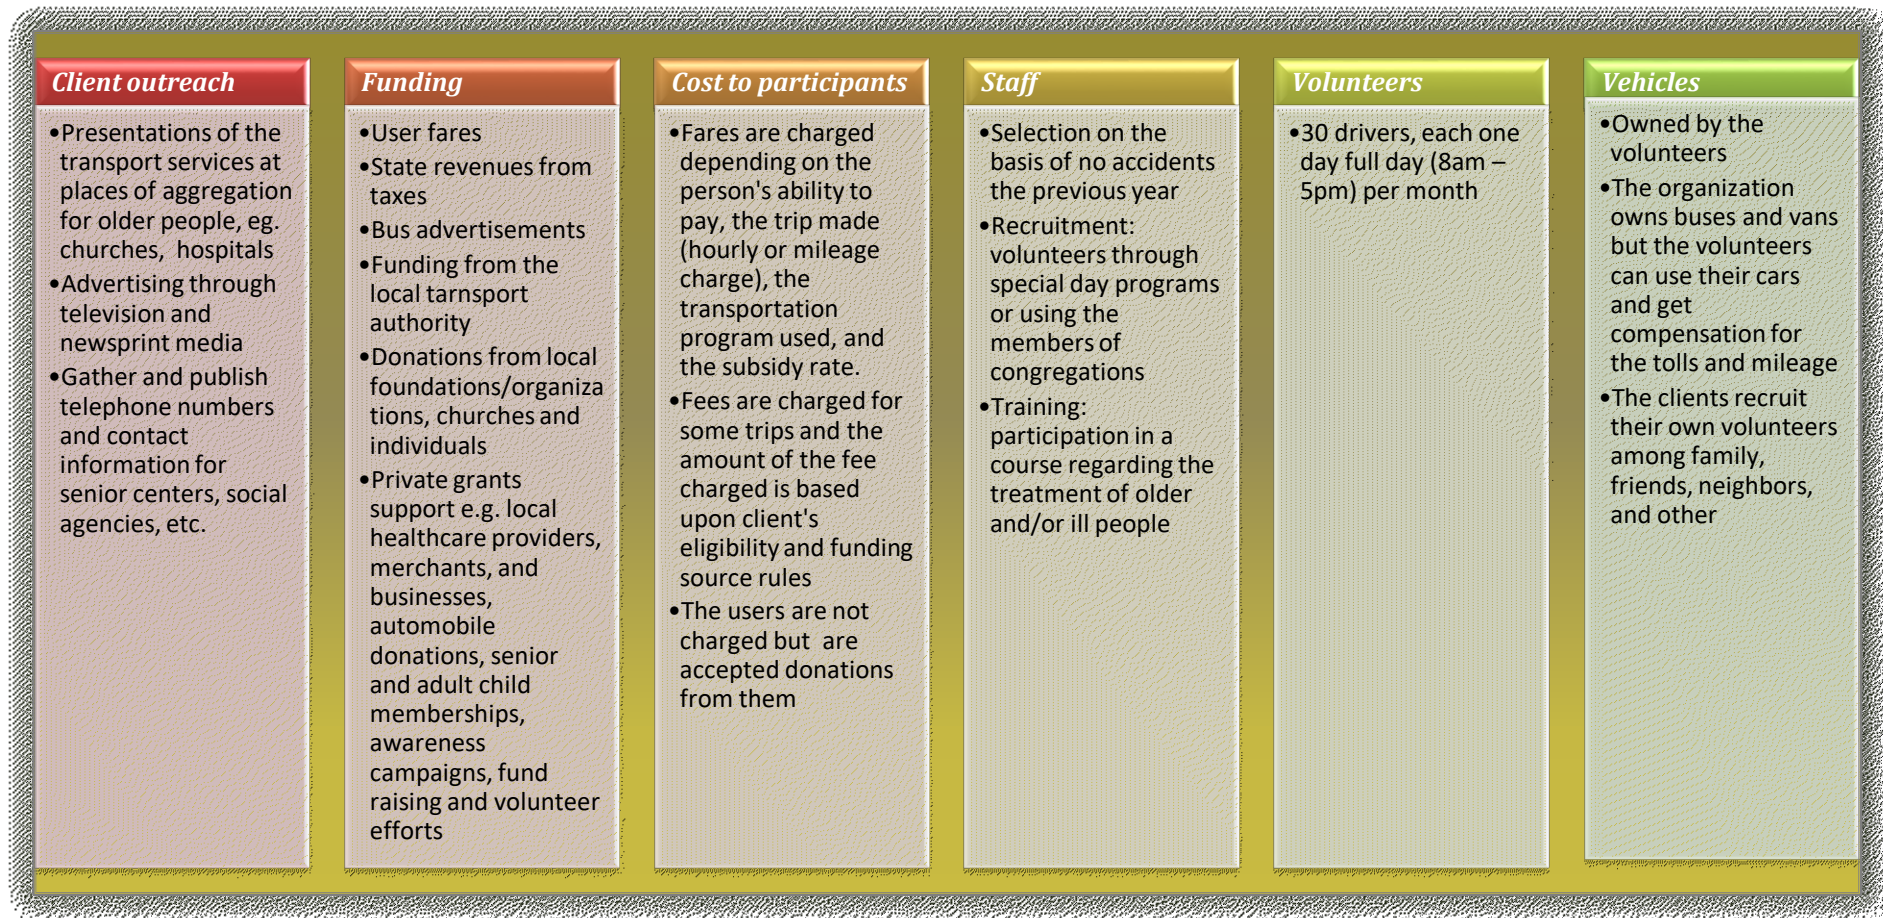 Client outreach
•Presentations of the
transport services at
places of aggregation
for older people, eg.
churches, hospitals
•Advertising through
television and
newsprint media
•Gather and publish
telephone numbers
and contact
information for
senior centers, social
agencies, etc.
Funding
•User fares
•State revenues from
taxes
•Bus advertisements
•Funding from the
local tarnsport
authority
•Donations from local
foundations/organiza
tions, churches and
individuals
•Private grants
support e.g. local
healthcare providers,
merchants, and
businesses,
automobile
donations, senior
and adult child
memberships,
awareness
campaigns, fund
raising and volunteer
efforts
Cost to participants
•Fares are charged
depending on the
person's ability to
pay, the trip made
(hourly or mileage
charge), the
transportation
program used, and
the subsidy rate.
•Fees are charged for
some trips and the
amount of the fee
charged is based
upon client's
eligibility and funding
source rules
•The users are not
charged but are
accepted donations
from them
Staff
•Selection on the
basis of no accidents
the previous year
•Recruitment:
volunteers through
special day programs
or using the
members of
congregations
•Training:
participation in a
course regarding the
treatment of older
and/or ill people
Volunteers
•30 drivers, each one
day full day (8am –
5pm) per month
Vehicles
•Owned by the
volunteers
•The organization
owns buses and vans
but the volunteers
can use their cars
and get
compensation for
the tolls and mileage
•The clients recruit
their own volunteers
among family,
friends, neighbors,
and other